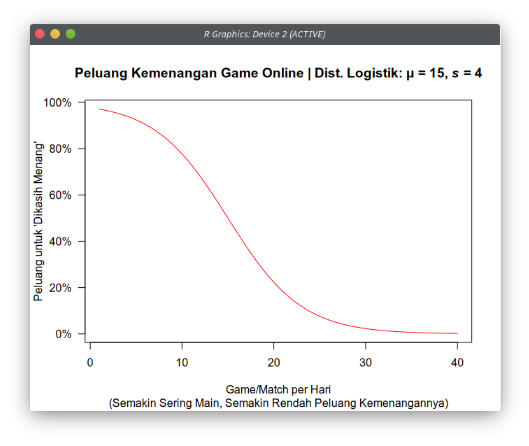 R Graphics: Device 2 (ACTIVE)
Peluang Kemenangan Game Online | Dist. Logistik: μ = 15, s = 4
100%
80%
60%
40%
20%
0%
Peluang untuk 'Dikasih Menang'
0 10 20 30 40
Game/Match per Hari
(Semakin Sering Main, Semakin Rendah Peluang Kemenangannya)